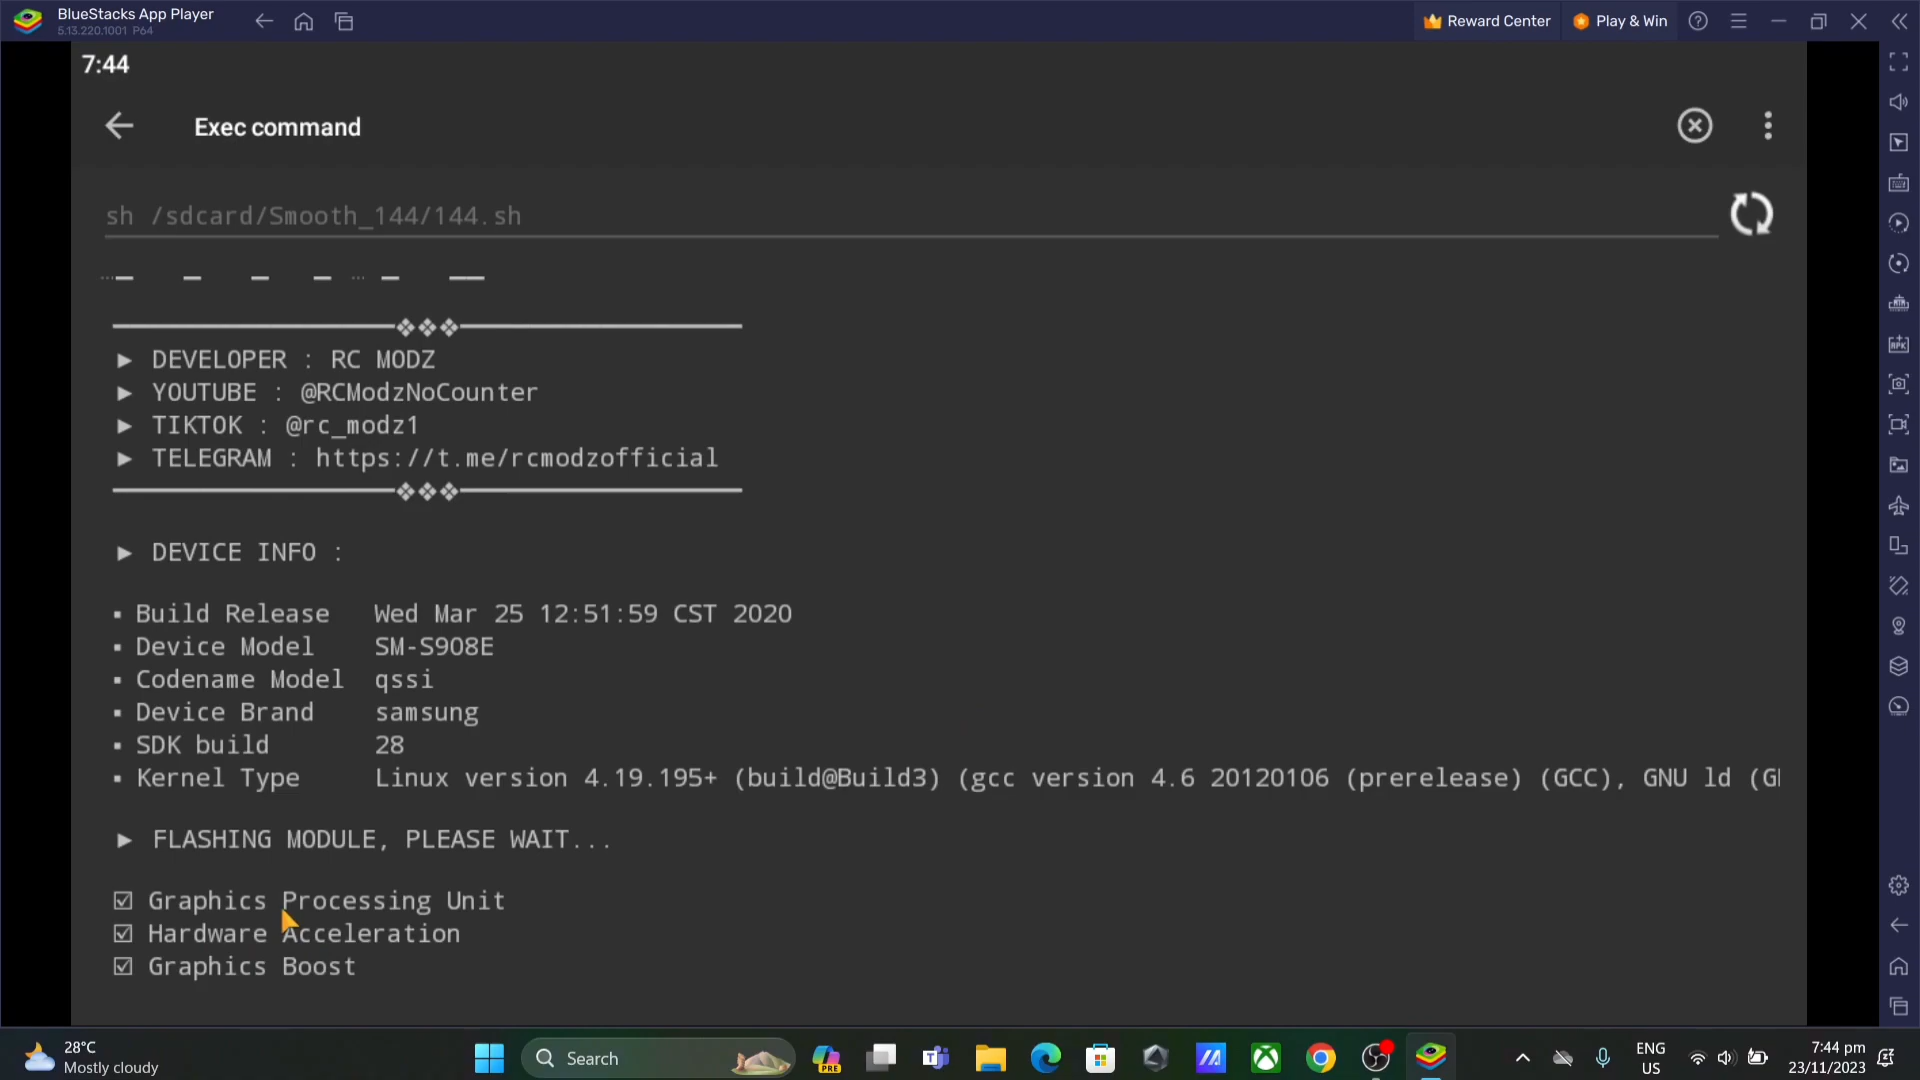 BlueStacks App Player
5.13.220.1001 P64
Reward Center
Play & Win
7:44
Exec command
sh /sdcard/Smooth_144/144.sh
► DEVELOPER : RC MODZ
► YOUTUBE : @RCModzNoCounter
► TIKTOK : @rc_modz1
► TELEGRAM : https://t.me/rcmodzofficial
► DEVICE INFO :
▪ Build Release Wed Mar 25 12:51:59 CST 2020
▪ Device Model SM-S908E
▪ Codename Model qssi
▪ Device Brand samsung
▪ SDK build 28
▪ Kernel Type Linux version 4.19.195+ (build@Build3) (gcc version 4.6 20120106 (prerelease) (GCC), GNU ld
► FLASHING MODULE, PLEASE WAIT...
☑ Graphics Processing Unit
☑ Hardware Acceleration
☑ Graphics Boost
28°C
Mostly cloudy
Search
PRE
ENG
US
7:44 pm
23/11/2023